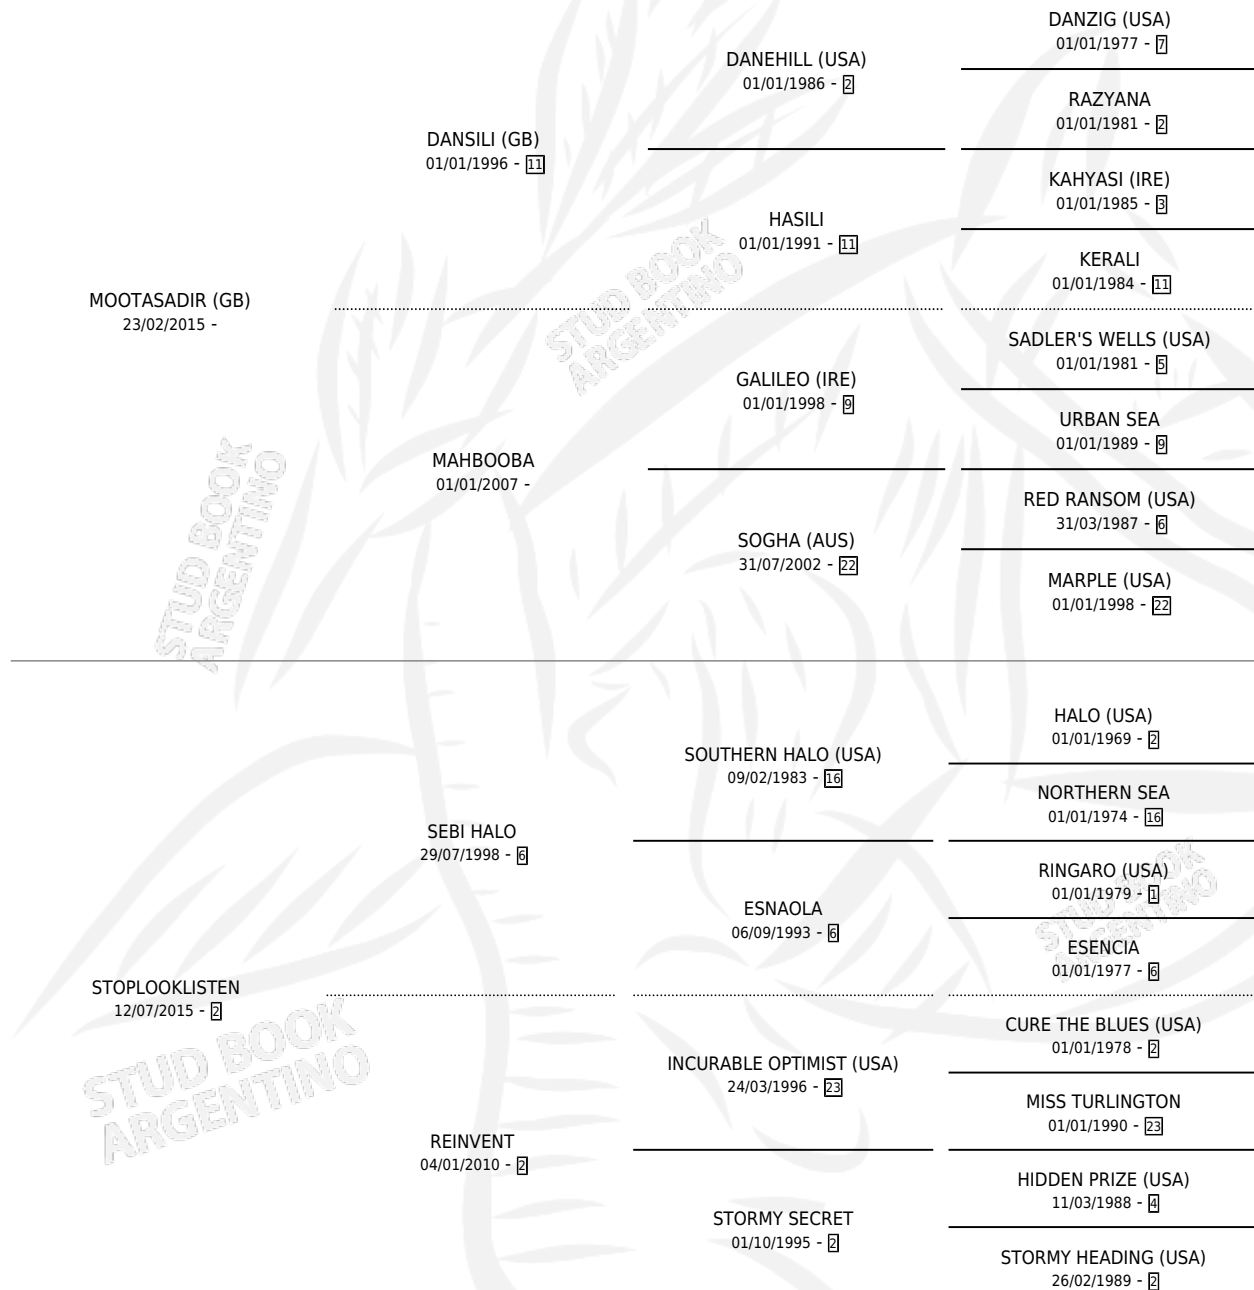 DANZIG (USA)
01/01/1977 - 7
DANEHILL (USA)
01/01/1986 - 2
RAZYANA
01/01/1981 - 2
DANSILI (GB)
01/01/1996 - 11
KAHYASI (IRE)
01/01/1985 - 3
HASILI
01/01/1991 - 11
KERALI
01/01/1984 - 11
MOOTASADIR (GB)
23/02/2015 -
SADLER'S WELLS (USA)
01/01/1981 - 5
GALILEO (IRE)
01/01/1998 - 9
URBAN SEA
01/01/1989 - 9
MAHBOOBA
01/01/2007 -
RED RANSOM (USA)
31/03/1987 - 6
SOGHA (AUS)
31/07/2002 - 22
MARPLE (USA)
01/01/1998 - 22
HALO (USA)
01/01/1969 - 2
SOUTHERN HALO (USA)
09/02/1983 - 16
NORTHERN SEA
01/01/1974 - 16
SEBI HALO
29/07/1998 - 6
RINGARO (USA)
01/01/1979 - 1
ESNAOLA
06/09/1993 - 6
ESENCIA
01/01/1977 - 6
STOPLOOKLISTEN
12/07/2015 - 2
CURE THE BLUES (USA)
01/01/1978 - 2
INCURABLE OPTIMIST (USA)
24/03/1996 - 23
MISS TURLINGTON
01/01/1990 - 23
REINVENT
04/01/2010 - 2
HIDDEN PRIZE (USA)
11/03/1988 - 4
STORMY SECRET
01/10/1995 - 2
STORMY HEADING (USA)
26/02/1989 - 2
STUD BOOK
ARGENTINO
STUD BOOK
ARGENTINO
STUD BOOK
ARGENTINO
STUD BOOK
ARGENTINO